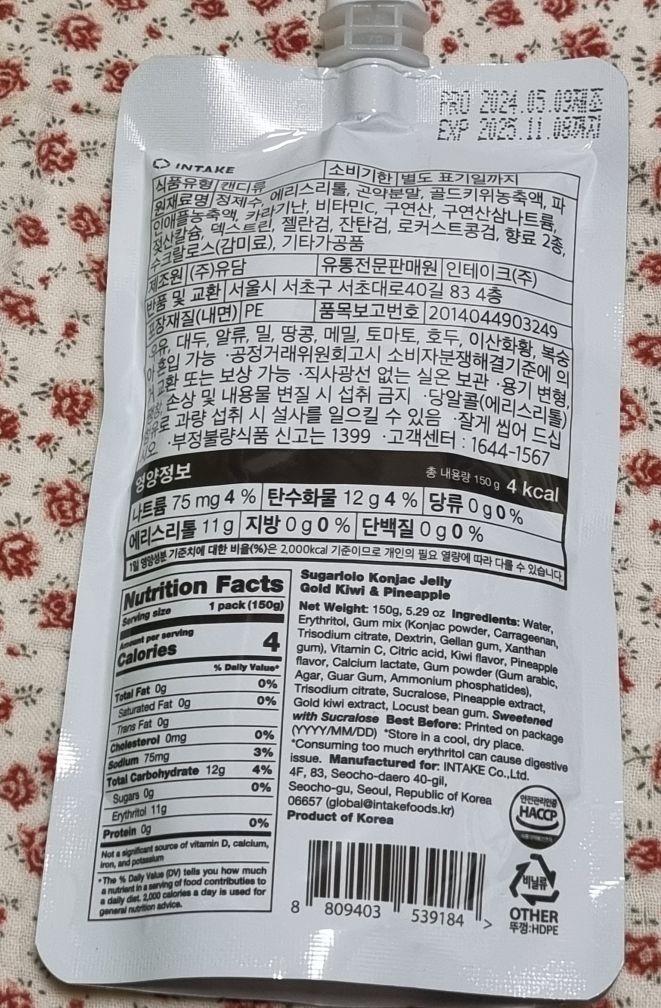 PRO 2024.05.09제조
EXP 2025.11.08까지
INTAKE
소비기한 별도 표기일까지
식품유형 캔디류
원재료명 정제수, 에리스리톨, 곤약분말, 골드키위농축액, 파
인애플농축액, 카라기난, 비타민C, 구연산, 구연산삼나트륨,
젖산칼슘, 덱스트린, 젤란검, 잔탄검, 로커스트콩검, 향료 2종,
수크랄로스(감미료), 기타가공품
제조원 (주)유담 유통전문판매원 인테이크(주)
반품 및 교환 서울시 서초구 서초대로40길 83 4층
포장재질(내면) PE 품목보고번호 2014044903249
우유, 대두, 알류, 밀, 땅콩, 메밀, 토마토, 호두, 이산화황, 복숭
아 혼입 가능 ·공정거래위원회고시 소비자분쟁해결기준에 의
거 교환 또는 보상 가능 ·직사광선 없는 실온 보관 ·용기 변형,
손상 및 내용물 변질 시 섭취 금지 ·당알콜(에리스리톨)
로 과량 섭취 시 설사를 일으킬 수 있음 ·잘게 씹어 드십
시오 ·부정불량식품 신고는 1399 ·고객센터 : 1644-1567
영양정보 총 내용량 150 g 4 kcal
나트륨 75 mg 4 % 탄수화물 12 g 4 % 당류 0 g 0 %
에리스리톨 11 g 지방 0 g 0 % 단백질 0 g 0 %
1일 영양성분 기준치에 대한 비율(%)은 2,000kcal 기준이므로 개인의 필요 열량에 따라 다를 수 있습니다.
Nutrition Facts
Serving size 1 pack (150g)
Amount per serving
Calories 4
% Daily Value*
Total Fat 0g 0%
Saturated Fat 0g 0%
Trans Fat 0g
Cholesterol 0mg 0%
Sodium 75mg 3%
Total Carbohydrate 12g 4%
Sugars 0g 0%
Erythritol 11g
Protein 0g 0%
Not a significant source of vitamin D, calcium,
iron, and potassium
*The % Daily Value (DV) tells you how much
a nutrient in a serving of food contributes to
a daily diet. 2,000 calories a day is used for
general nutrition advice.
Sugarlolo Konjac Jelly
Gold Kiwi & Pineapple
Net Weight: 150g, 5.29 oz Ingredients: Water,
Erythritol, Gum mix (Konjac powder, Carrageenan,
Trisodium citrate, Dextrin, Gellan gum, Xanthan
gum), Vitamin C, Citric acid, Kiwi flavor, Pineapple
flavor, Calcium lactate, Gum powder (Gum arabic,
Agar, Guar Gum, Ammonium phosphatides),
Trisodium citrate, Sucralose, Pineapple extract,
Gold kiwi extract, Locust bean gum. Sweetened
with Sucralose Best Before: Printed on package
(YYYY/MM/DD) *Store in a cool, dry place.
*Consuming too much erythritol can cause digestive
issue. Manufactured for: INTAKE Co.,Ltd.
4F, 83, Seocho-daero 40-gil,
Seocho-gu, Seoul, Republic of Korea
06657 (global@intakefoods.kr)
Product of Korea
안전관리인증
HACCP
8 809403 539184 >
비닐류
OTHER
뚜껑:HDPE